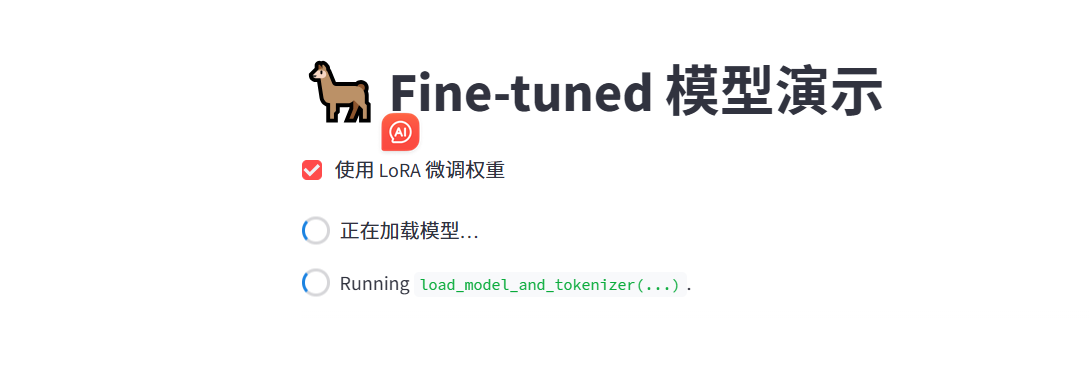 Fine-tuned 模型演示
AI
使用 LoRA 微调权重
正在加载模型...
Running load_model_and_tokenizer(...).